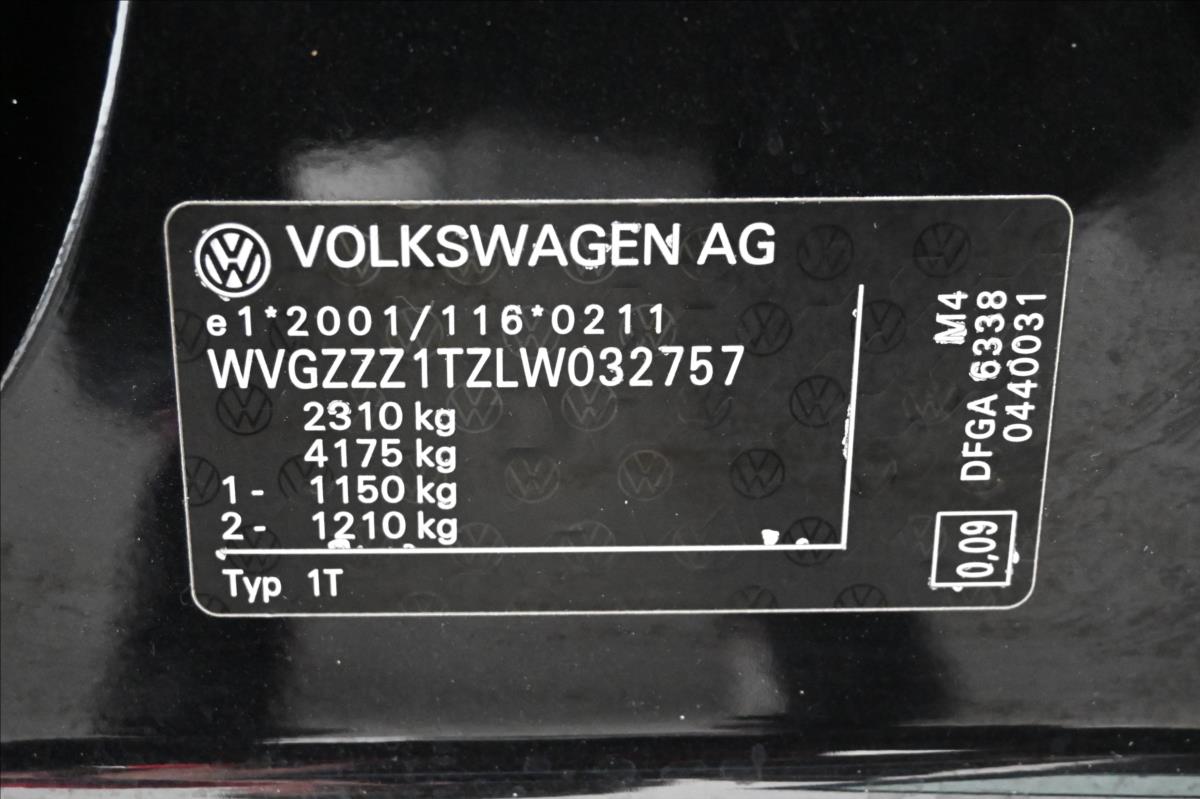 VOLKSWAGEN AG
e1*2001/116*0211
WVGZZZ1TZLW032757
2310 kg
4175 kg
1- 1150 kg
2- 1210 kg
Typ 1T
M4
DFGA 6338
0440031
0,09